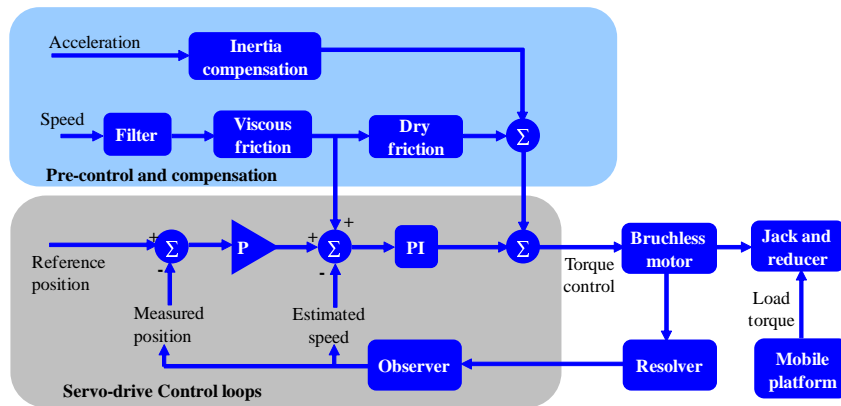 Acceleration
Inertia
compensation
Speed
Filter
Viscous
friction
Dry
friction
Σ
Pre-control and compensation
+
Σ
-
P
+
+
Σ
-
PI
Σ
Reference
position
Measured
position
Estimated
speed
Torque
control
Bruchless
motor
Jack and
reducer
Load
torque
Observer
Resolver
Mobile
platform
Servo-drive Control loops